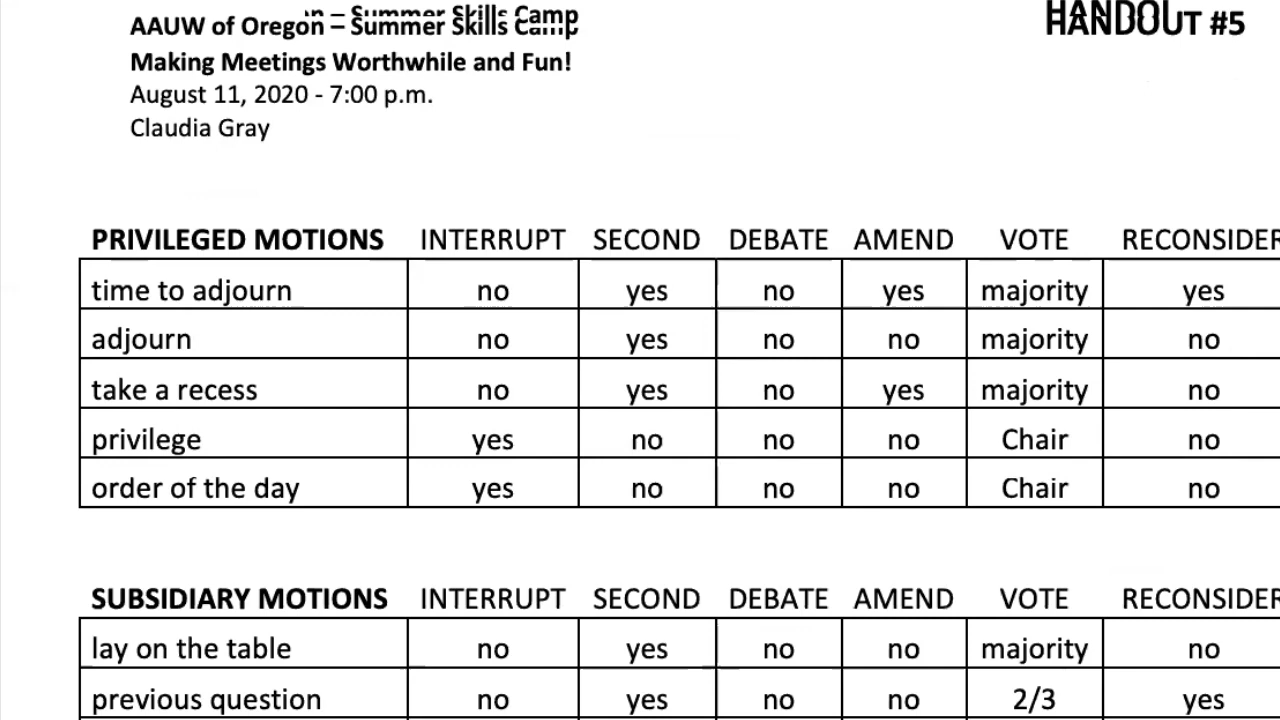 AAUW of Oregon – Summer Skills Camp
HANDOUT #5
Making Meetings Worthwhile and Fun!
August 11, 2020 - 7:00 p.m.
Claudia Gray
PRIVILEGED MOTIONS INTERRUPT SECOND DEBATE AMEND VOTE RECONSIDER
time to adjourn no yes no yes majority yes
adjourn no yes no no majority no
take a recess no yes no yes majority no
privilege yes no no no Chair no
order of the day yes no no no Chair no
SUBSIDIARY MOTIONS INTERRUPT SECOND DEBATE AMEND VOTE RECONSIDER
lay on the table no yes no no majority no
previous question no yes no no 2/3 yes